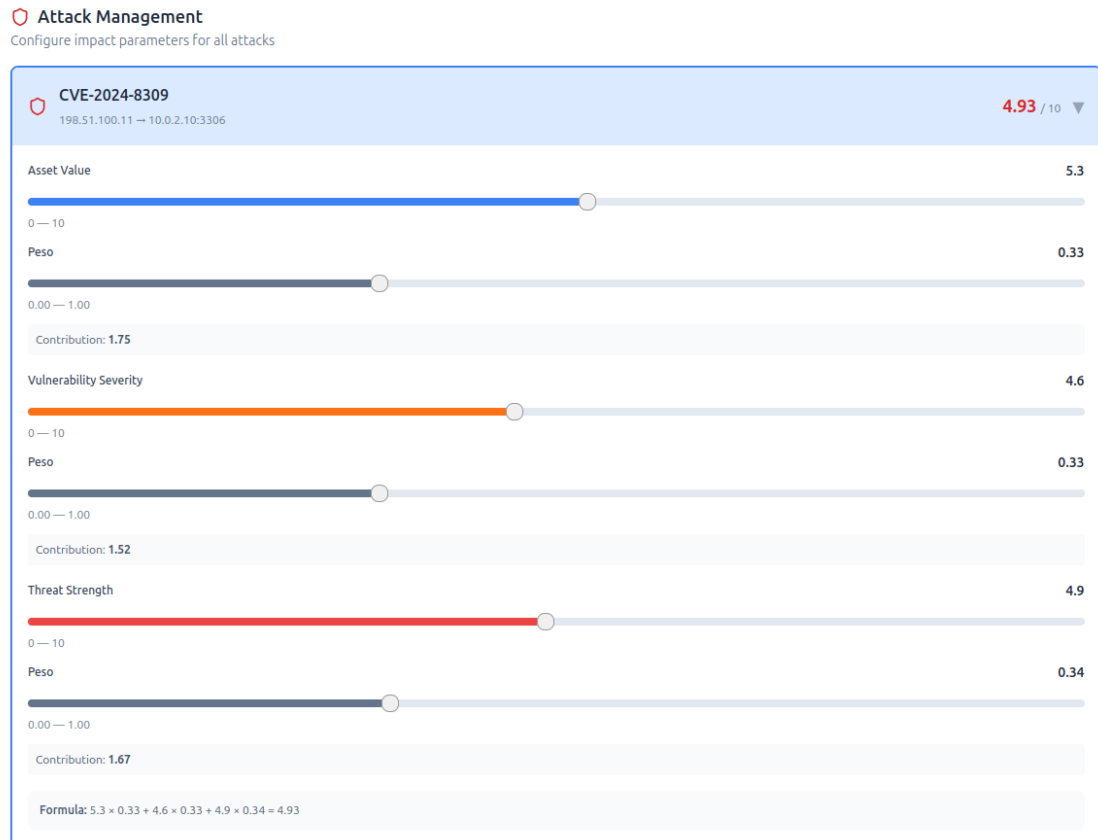 Attack Management
Configure impact parameters for all attacks
CVE-2024-8309
198.51.100.11 → 10.0.2.10:3306
4.93 / 10 ▼
Asset Value 5.3
0 — 10
Peso 0.33
0.00 — 1.00
Contribution: 1.75
Vulnerability Severity 4.6
0 — 10
Peso 0.33
0.00 — 1.00
Contribution: 1.52
Threat Strength 4.9
0 — 10
Peso 0.34
0.00 — 1.00
Contribution: 1.67
Formula: 5.3 × 0.33 + 4.6 × 0.33 + 4.9 × 0.34 = 4.93